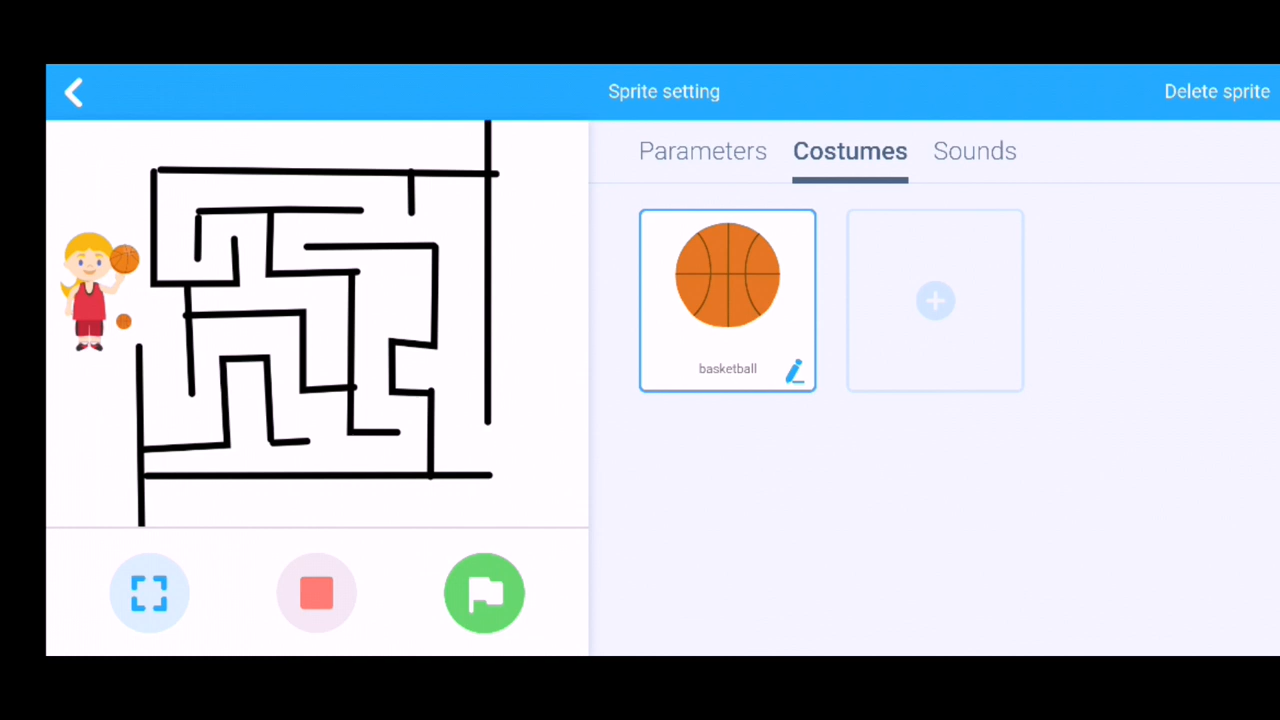 Sprite setting
Delete sprite
Parameters
Costumes
Sounds
basketball